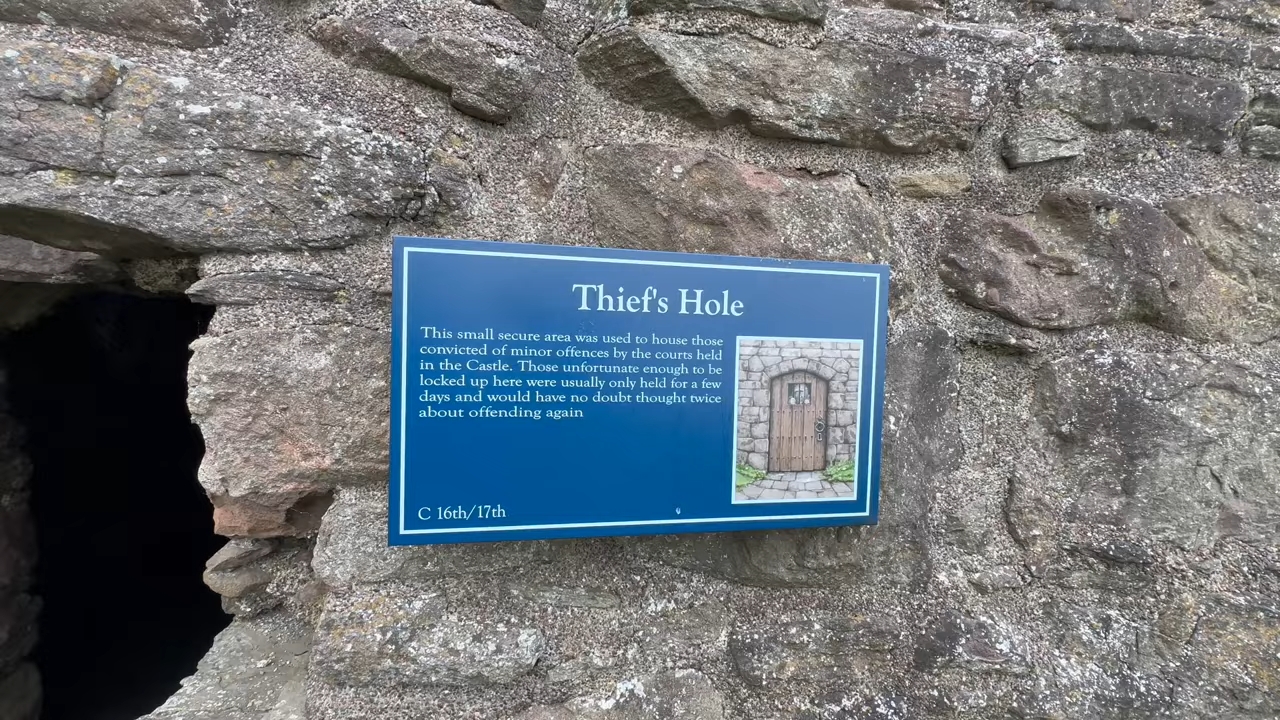 Thief's Hole
This small secure area was used to house those
convicted of minor offences by the courts held
in the Castle. Those unfortunate enough to be
locked up here were usually only held for a few
days and would have no doubt thought twice
about offending again
C 16th/17th